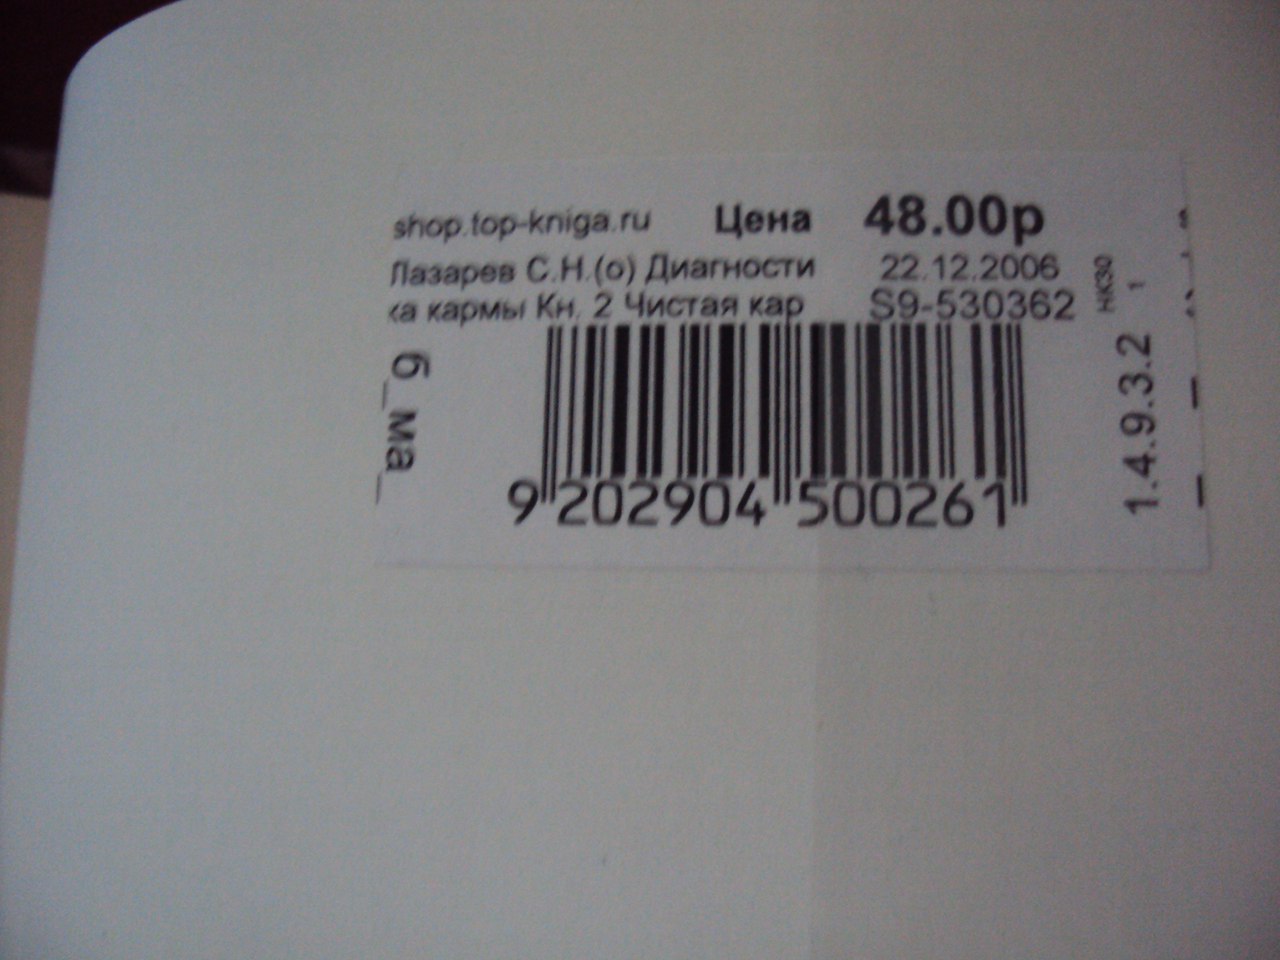 shop.top-kniga.ru Цена 48.00р
Лазарев С.Н.(о) Диагности 22.12.2006
ка кармы Кн. 2 Чистая кар S9-530362
9 202904 500261
б_ма_
НК30
1
1.4.9.3.2